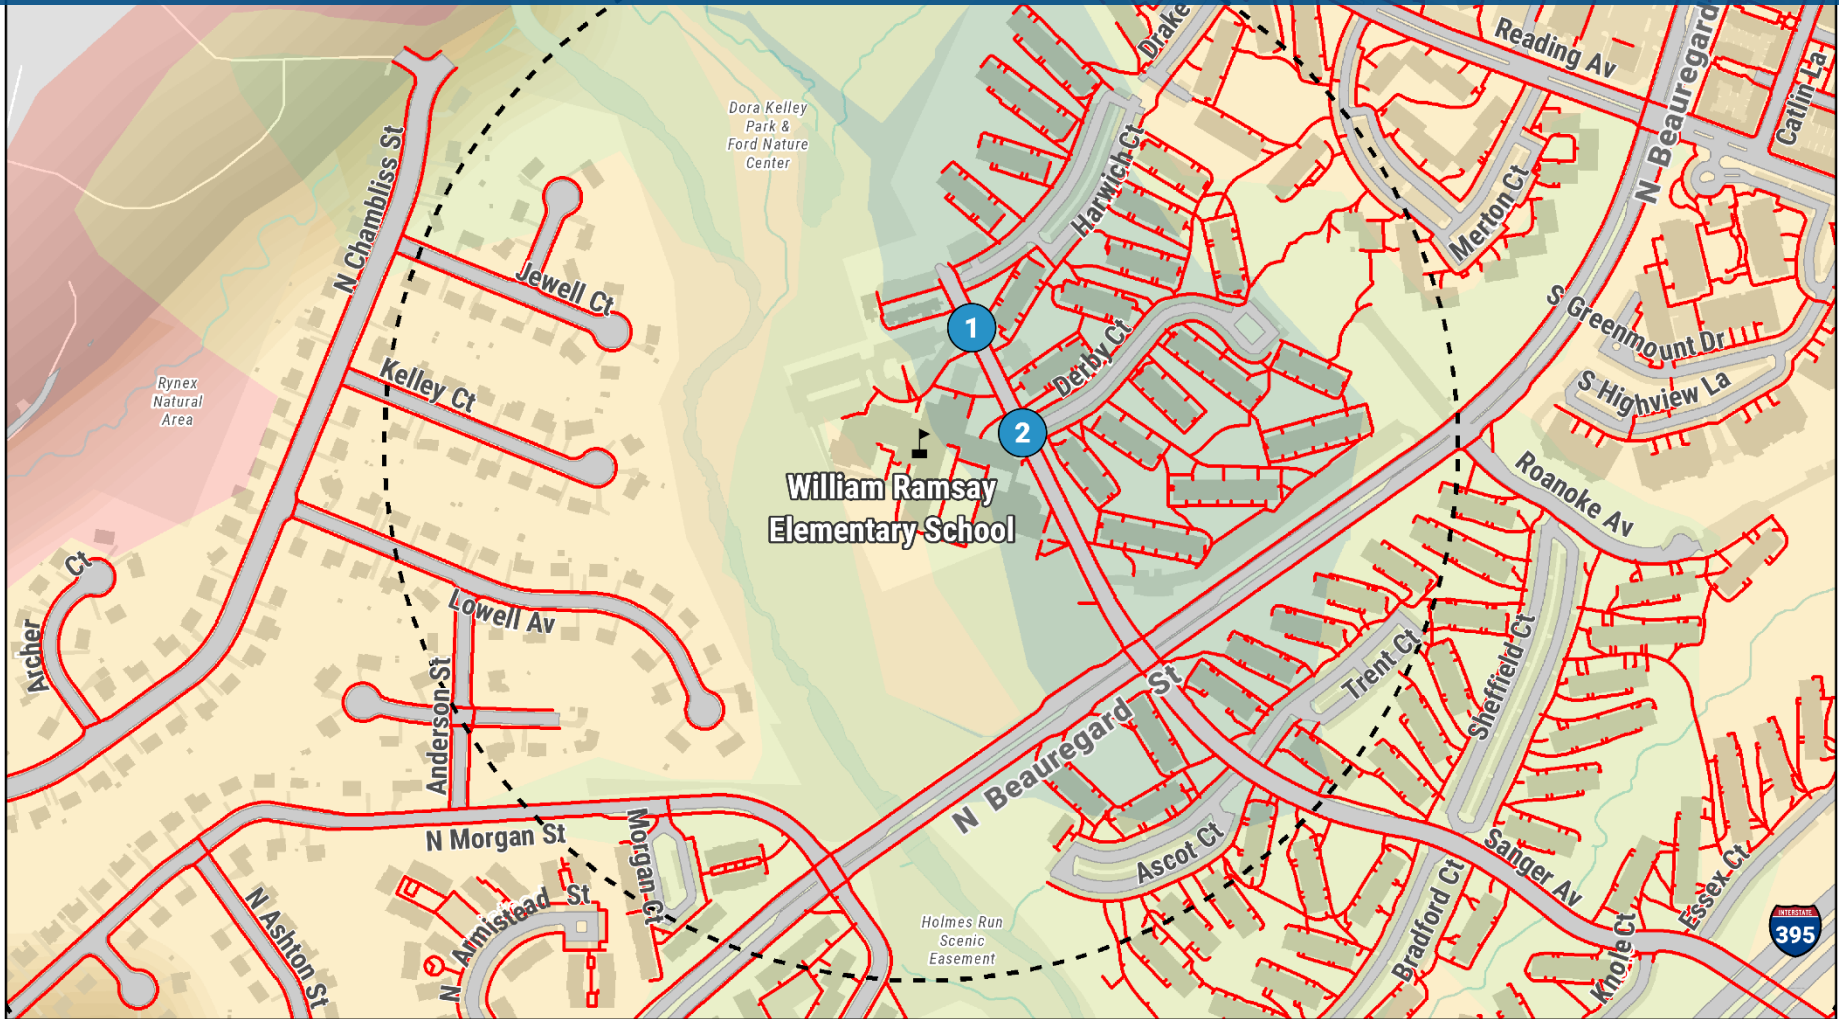 Drake
Reading Av
N Beauregard
Catlin La
Dora Kelley
Park &
Ford Nature
Center
N Chambliss St
Harwich Ct
Merton Ct
Jewell Ct
S Greenmount Dr
1
Derby Ct
Rynex
Natural
Area
Kelley Ct
S Highview La
2
William Ramsay
Elementary School
Roanoke Av
Archer Ct
Lowell Av
Trent Ct
Sheffield Ct
Anderson St
N Beauregard St
N Morgan St
Morgan Ct
Ascot Ct
Sanger Av
N Ashton St
N Armistead St
Holmes Run
Scenic
Easement
Bradford Ct
Knole Ct
Essex Ct
INTERSTATE
395